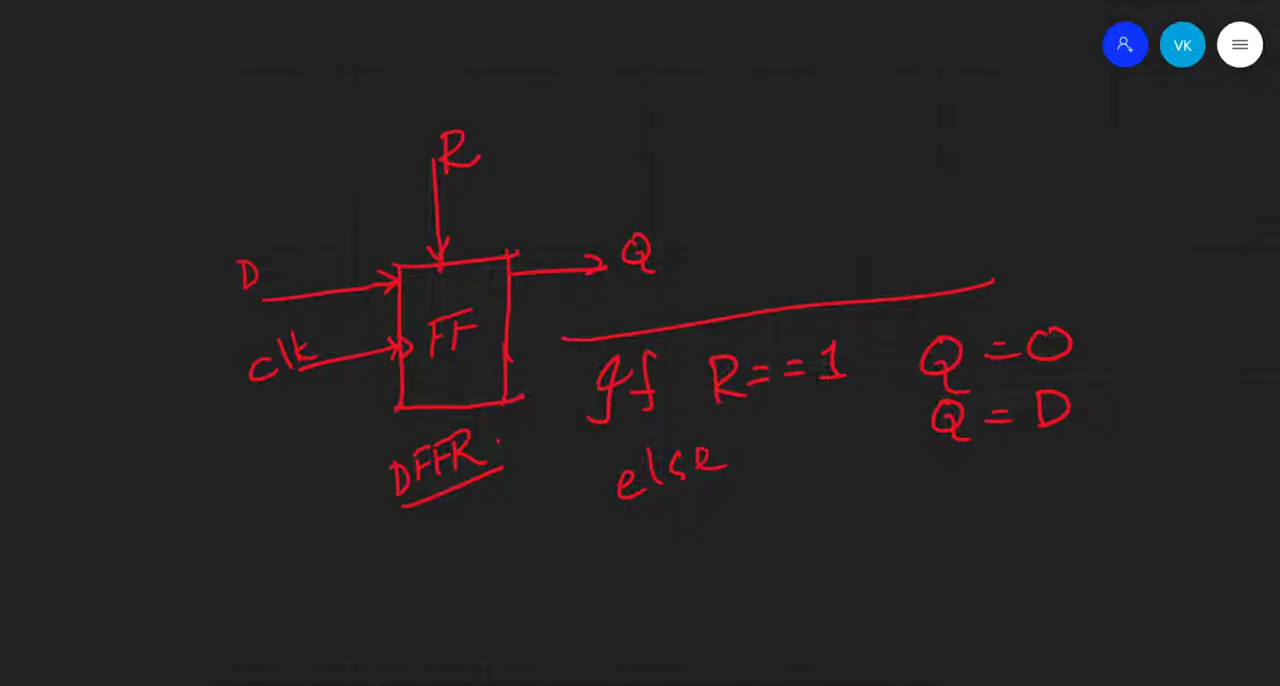 VK
R
D
Q
clk
FF
If R==1 Q=0
Q=D
DFFR.
else